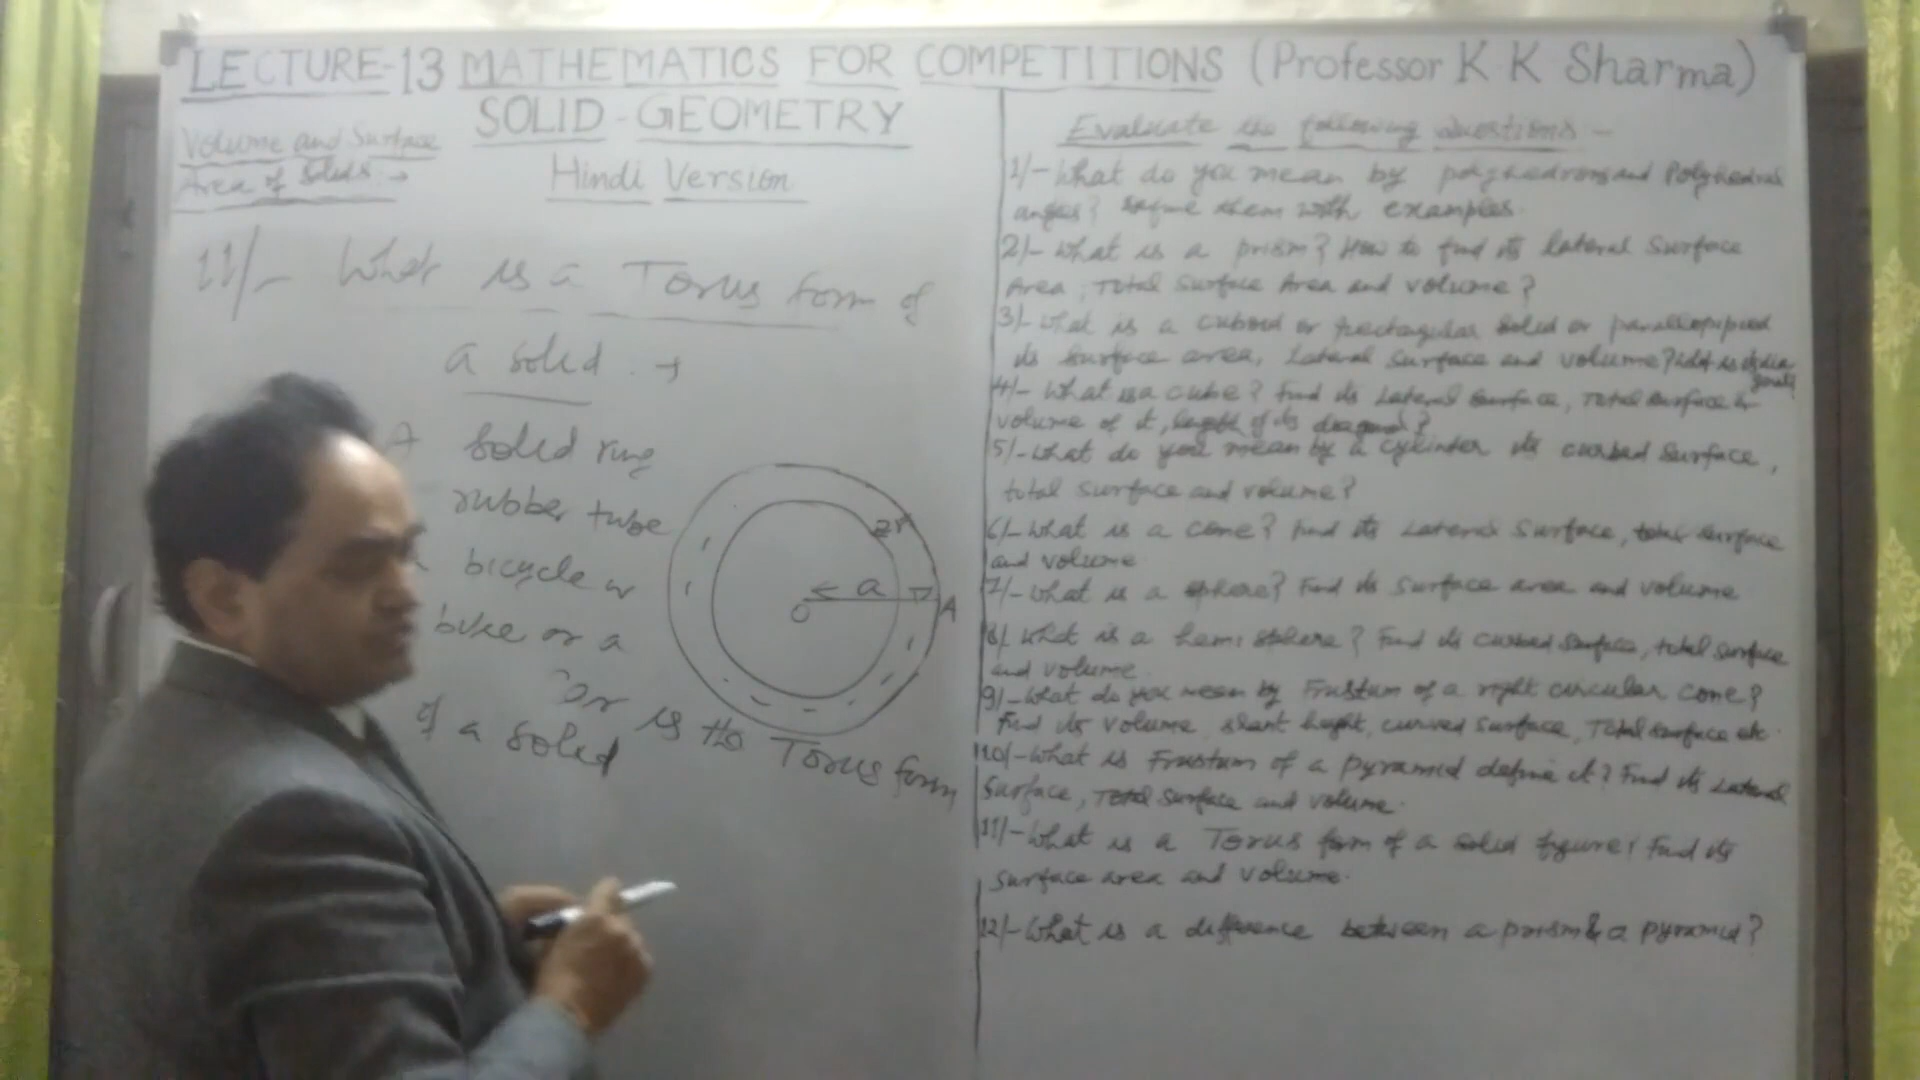 LECTURE-13 MATHEMATICS FOR COMPETITIONS (Professor K K Sharma)
SOLID-GEOMETRY
Volume and Surface
Area of Solids:→
Hindi Version
11/- What is a Torus form of
a solid.→
A solid ring
rubber tube
bicycle or
bike or a
Car is the Torus form
of a solid
2r
a
O
A
Evaluate the following questions:-
1/- What do you mean by polyhedrons and Polyhedral
angles? Define them with examples.
2/- What is a prism? How to find its lateral Surface
Area, Total Surface Area and volume?
3/- What is a cuboid or rectangular solid or parallopiped
its surface area, Lateral surface and volume? What is its diagonal
4/- What is a cube? Find its Lateral surface, Total surface &
volume of it, length of its diagonal?
5/- What do you mean by a cylinder its curbed surface,
total surface and volume?
6/- What is a cone? Find its Lateral Surface, total surface
and volume
7/- What is a sphere? Find its surface area and volume
8/- What is a hemi sphere? Find its curbed surface, total surface
and volume.
9/- What do you mean by Frustum of a right circular cone?
Find its volume, slant height, curved surface, Total surface etc.
10/- What is Frustum of a pyramid define it? Find its Lateral
Surface, Total surface and volume.
11/- What is a Torus form of a solid figure? Find its
surface area and volume.
12/- What is a difference between a prism & a pyramid?